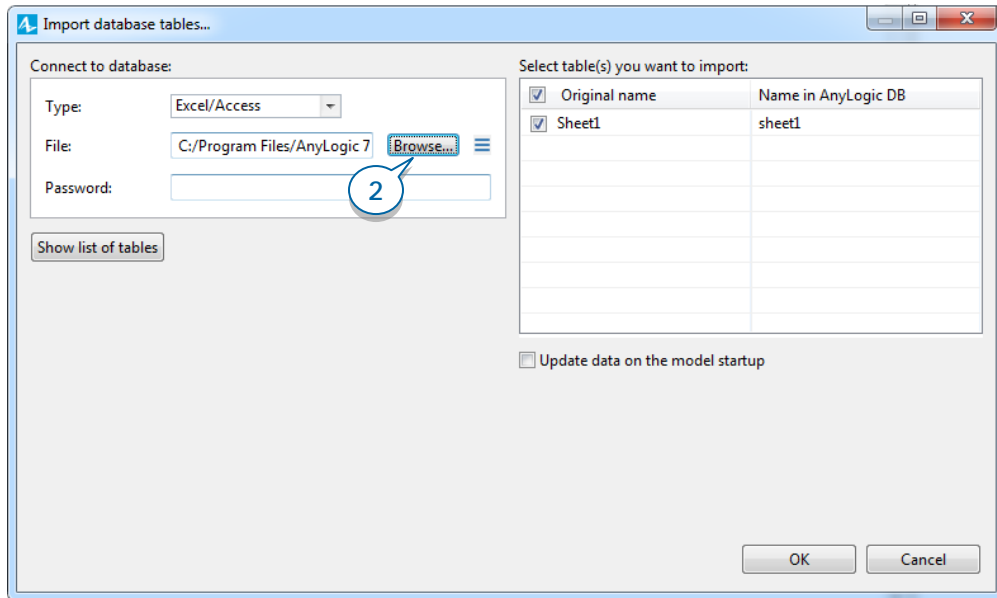 Import database tables...
Connect to database:
Type:
Excel/Access
File:
C:/Program Files/AnyLogic 7
Browse...
2
Password:
Show list of tables
Select table(s) you want to import:
Original name
Name in AnyLogic DB
Sheet1
sheet1
Update data on the model startup
OK
Cancel